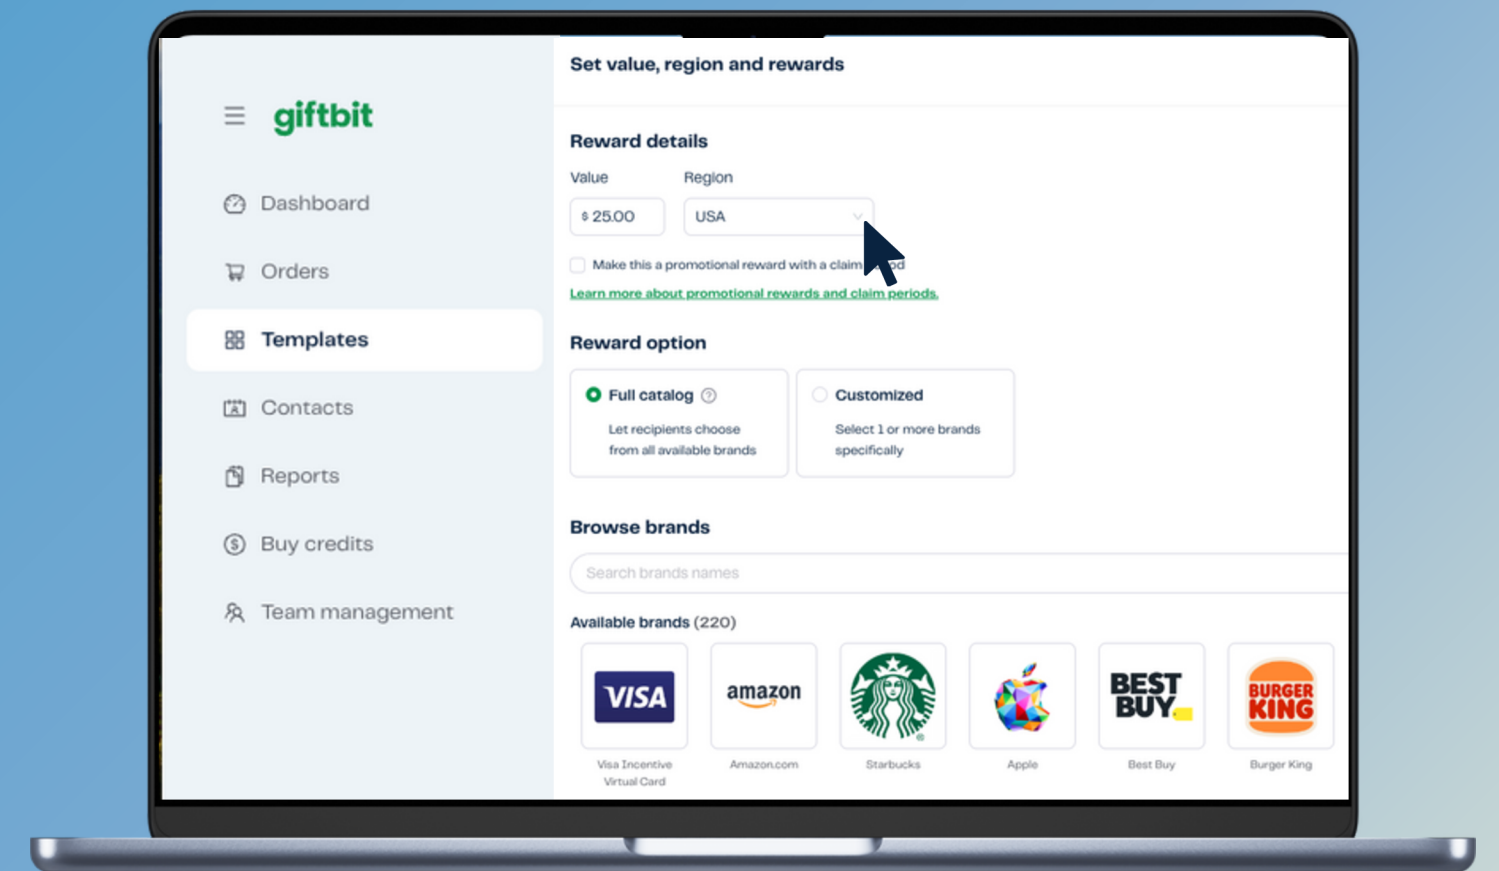 giftbit
Dashboard
Orders
Templates
Contacts
Reports
Buy credits
Team management
Set value, region and rewards
Reward details
Value
Region
$ 25.00
USA
Make this a promotional reward with a claim
Learn more about promotional rewards and claim periods.
Reward option
Full catalog ?
Let recipients choose
from all available brands
Customized
Select 1 or more brands
specifically
Browse brands
Search brands names
Available brands (220)
VISA
amazon
BEST
BUY
BURGER
KING
Visa Incentive
Virtual Card
Amazon.com
Starbucks
Apple
Best Buy
Burger King